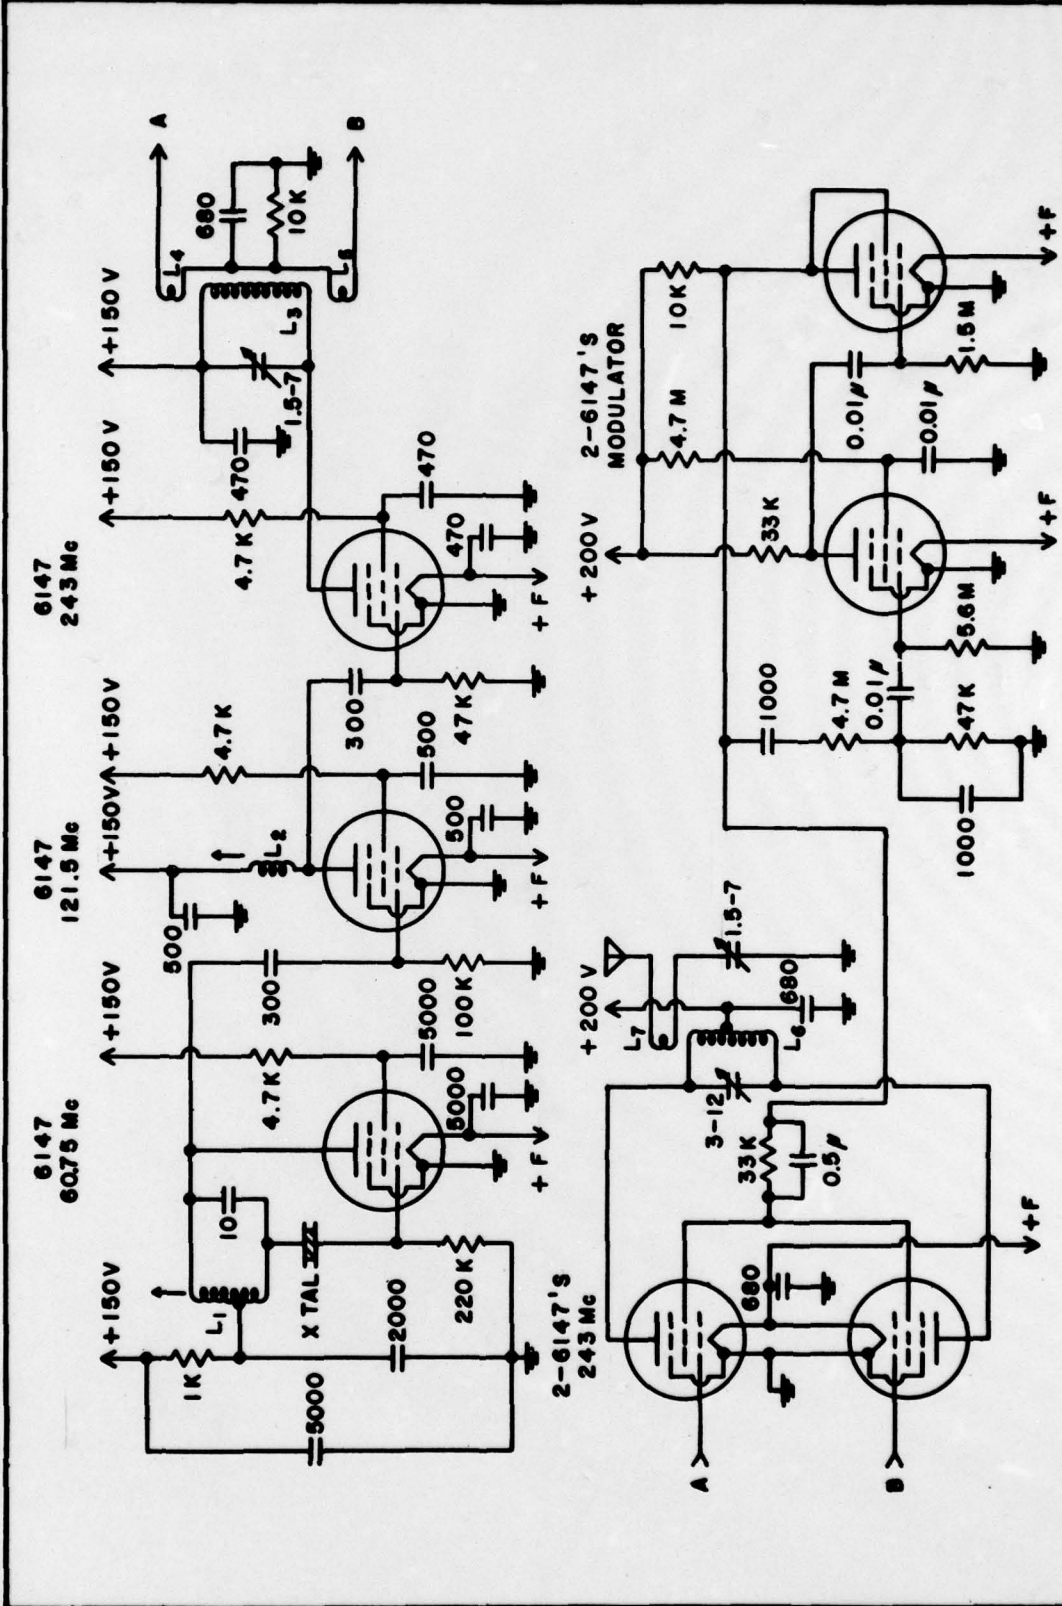 6147
60.75 Mc
6147
121.5 Mc
6147
243 Mc
+150V
+150V
+150V
+150V
+150V
+150V
1K
L1
10
X TAL
5000
2000
220K
4.7K
5000
5000
+F
300
100K
500
L2
4.7K
500
500
+F
300
47K
4.7K
470
470
470
+F
1.5-7
L3
L4
L5
680
10K
A
B
2-6147'S
243 Mc
A
B
680
+F
33K
0.5μ
3-12
+200V
L7
L6
680
1.5-7
2-6147'S
MODULATOR
+200V
1000
4.7M
0.01μ
47K
1000
5.6M
33K
4.7M
10K
0.01μ
0.01μ
1.5M
+F
+F